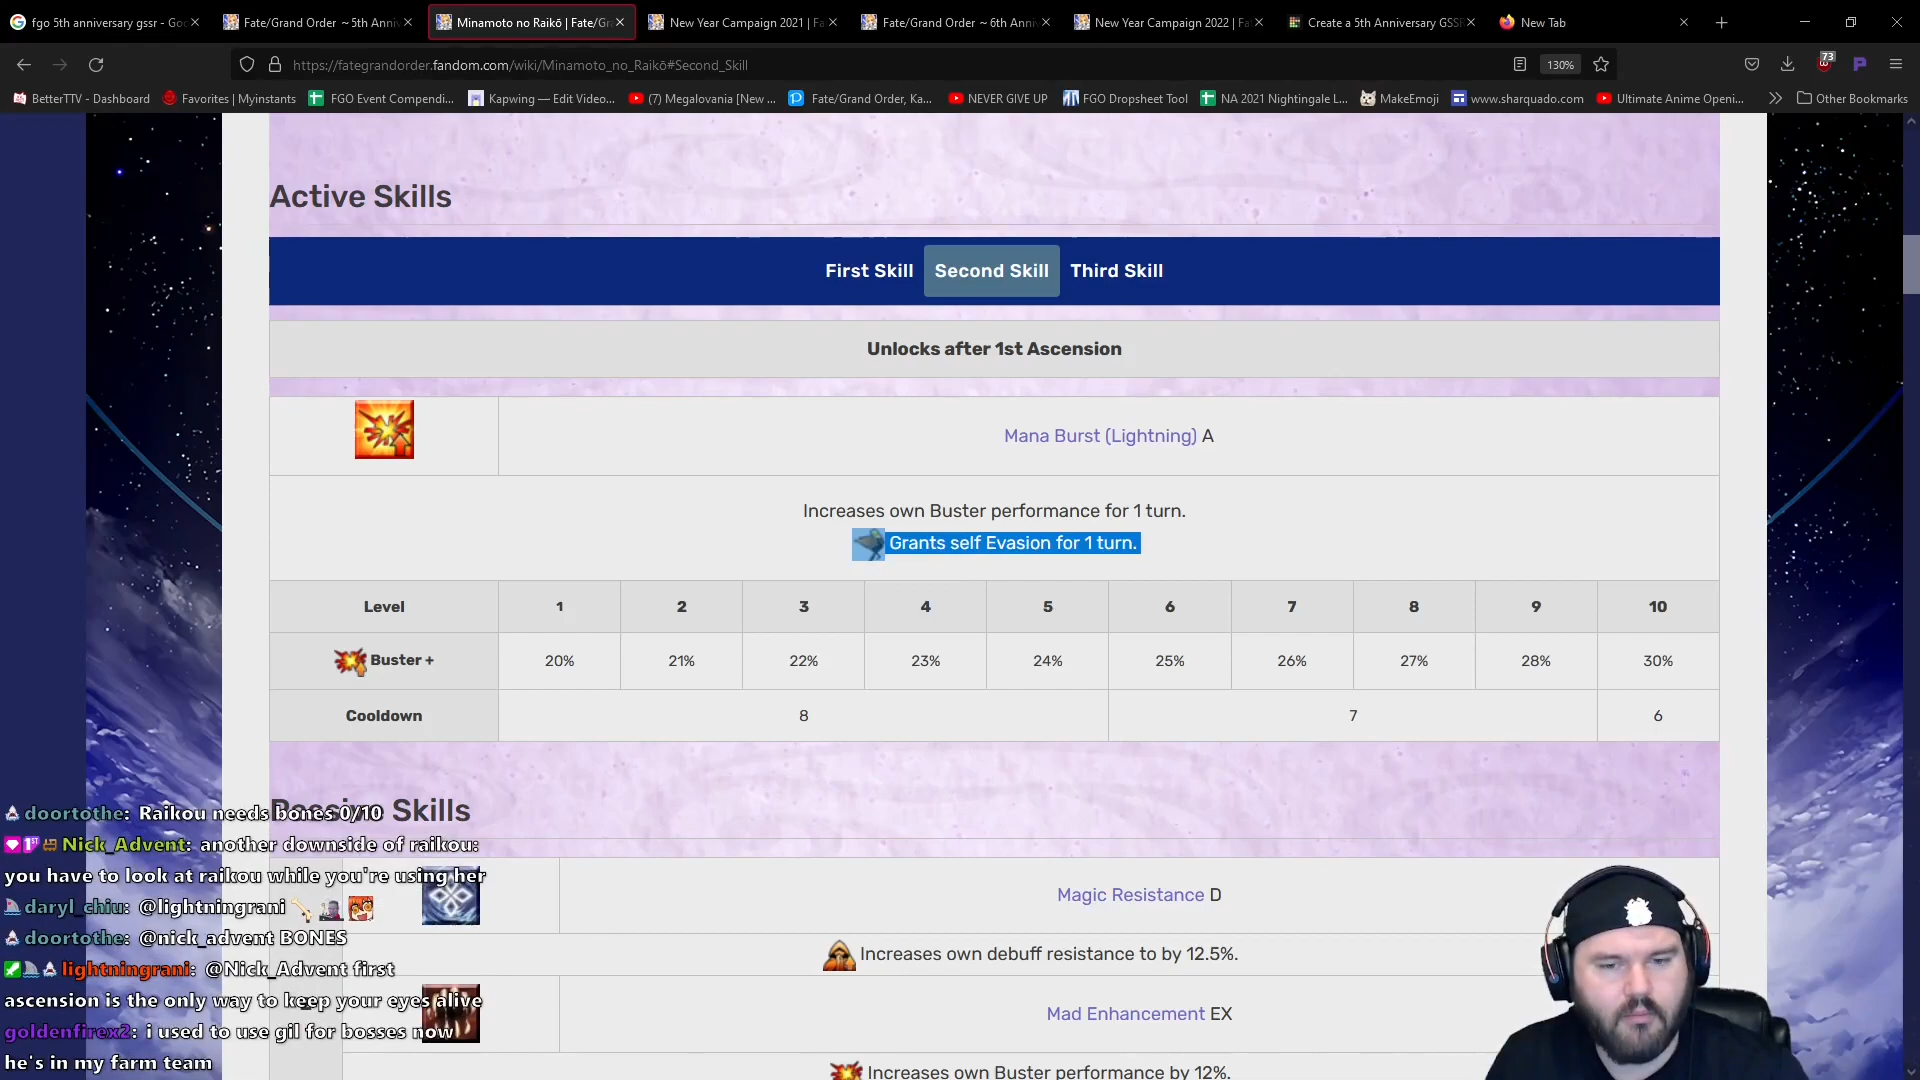 fgo 5th anniversary gssr - Goo
Fate/Grand Order ~5th Anniv
Minamoto no Raikō | Fate/Gra
New Year Campaign 2021 | Fa
Fate/Grand Order ~6th Anniv
New Year Campaign 2022 | Fa
Create a 5th Anniversary GSSR
New Tab
https://fategrandorder.fandom.com/wiki/Minamoto_no_Raikō#Second_Skill
130%
73
BetterTTV - Dashboard
Favorites | Myinstants
FGO Event Compendi...
Kapwing — Edit Video...
(7) Megalovania [New ...
Fate/Grand Order, Ka...
NEVER GIVE UP
FGO Dropsheet Tool
NA 2021 Nightingale L...
MakeEmoji
www.sharquado.com
Ultimate Anime Openi...
Other Bookmarks
Active Skills
First Skill Second Skill Third Skill
Unlocks after 1st Ascension
Mana Burst (Lightning) A
Increases own Buster performance for 1 turn.
Grants self Evasion for 1 turn.
Level 1 2 3 4 5 6 7 8 9 10
Buster + 20% 21% 22% 23% 24% 25% 26% 27% 28% 30%
Cooldown 8 7 6
Skills
Magic Resistance D
Increases own debuff resistance to by 12.5%.
Mad Enhancement EX
Increases own Buster performance by 12%.
doortothe: Raikou needs bones 0/10
Nick_Advent: another downside of raikou:
you have to look at raikou while you're using her
daryl_chiu: @lightningrani
doortothe: @nick_advent BONES
lightningrani: @Nick_Advent first
ascension is the only way to keep your eyes alive
goldenfirex2: i used to use gil for bosses now
he's in my farm team